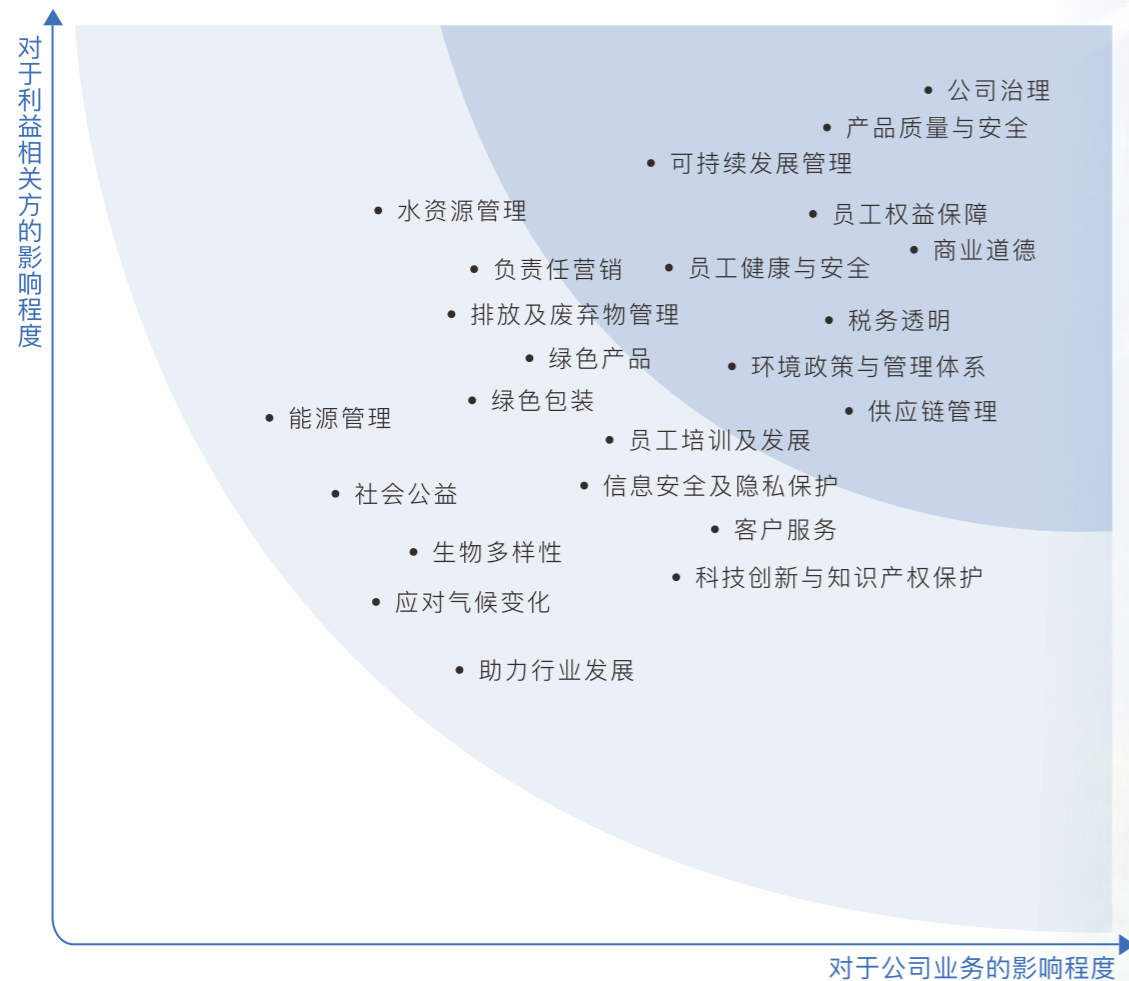 对于利益相关方的影响程度
• 公司治理
• 产品质量与安全
• 可持续发展管理
• 水资源管理
• 员工权益保障
• 商业道德
• 负责任营销
• 员工健康与安全
• 排放及废弃物管理
• 税务透明
• 绿色产品
• 环境政策与管理体系
• 绿色包装
• 供应链管理
• 能源管理
• 员工培训及发展
• 信息安全及隐私保护
• 社会公益
• 客户服务
• 生物多样性
• 科技创新与知识产权保护
• 应对气候变化
• 助力行业发展
对于公司业务的影响程度